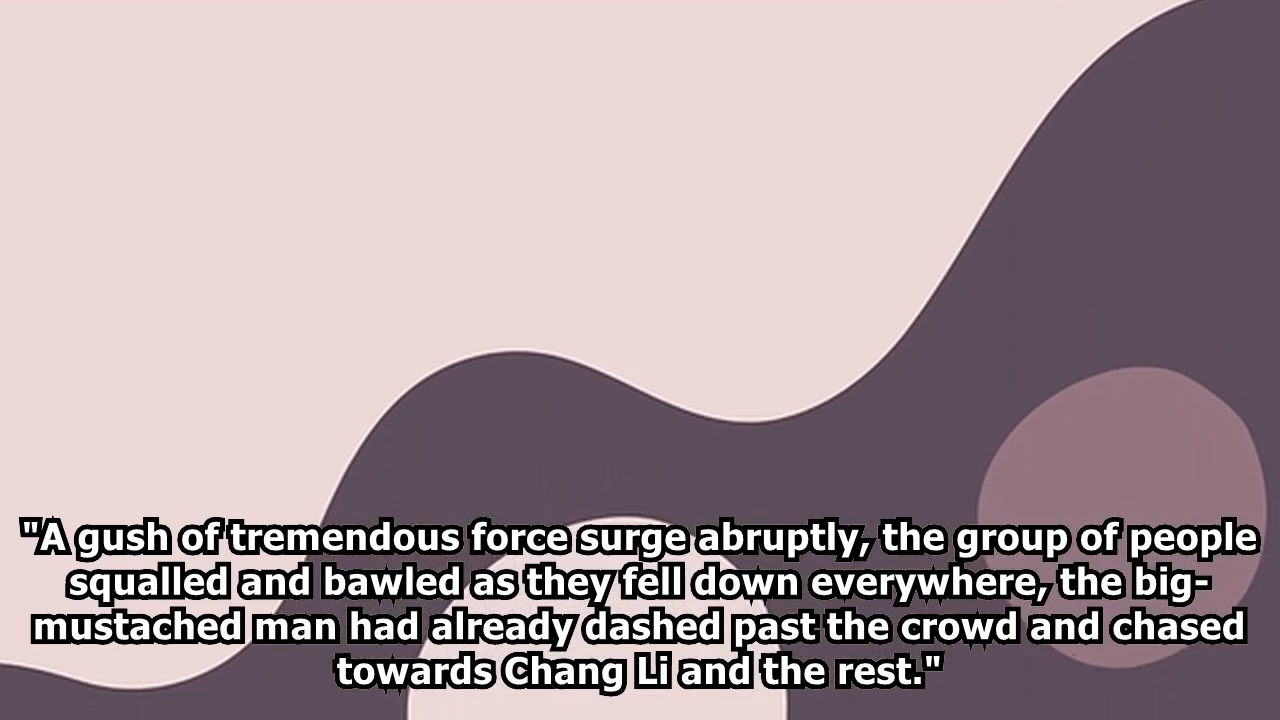 "A gush of tremendous force surge abruptly, the group of people
squalled and bawled as they fell down everywhere, the big-
mustached man had already dashed past the crowd and chased
towards Chang Li and the rest."